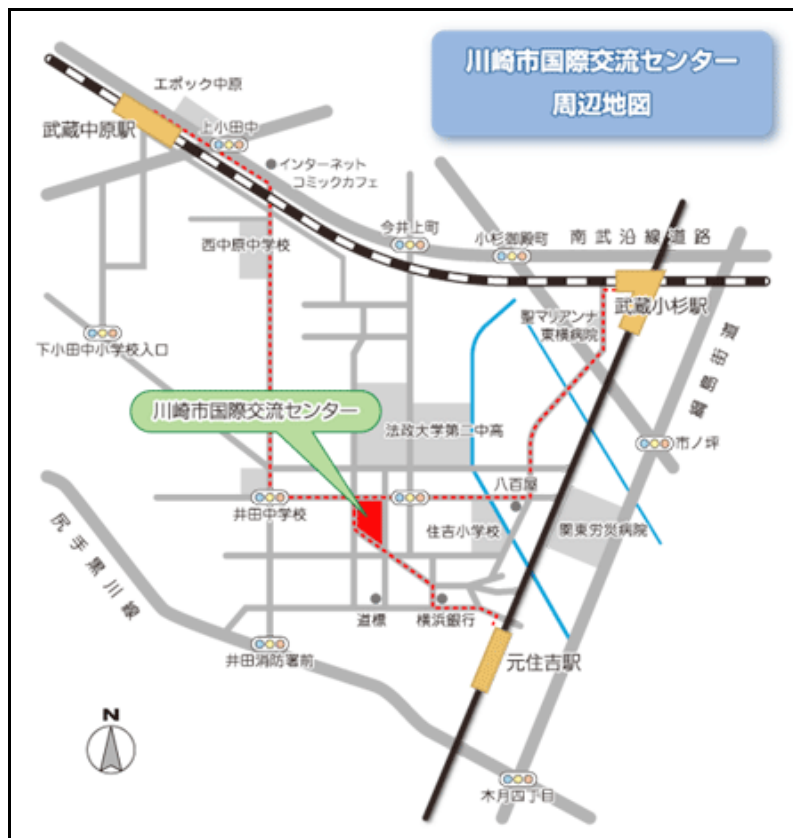 川崎市国際交流センター
周辺地図
エポック中原
武蔵中原駅
上小田中
インターネット
コミックカフェ
今井上町
小杉御殿町
南武沿線道路
西中原中学校
武蔵小杉駅
聖マリアンナ
東横病院
下小田中小学校入口
綱島街道
川崎市国際交流センター
法政大学第二中高
市ノ坪
八百屋
井田中学校
住吉小学校
関東労災病院
尻手黒川線
道標
横浜銀行
井田消防署前
元住吉駅
N
木月四丁目